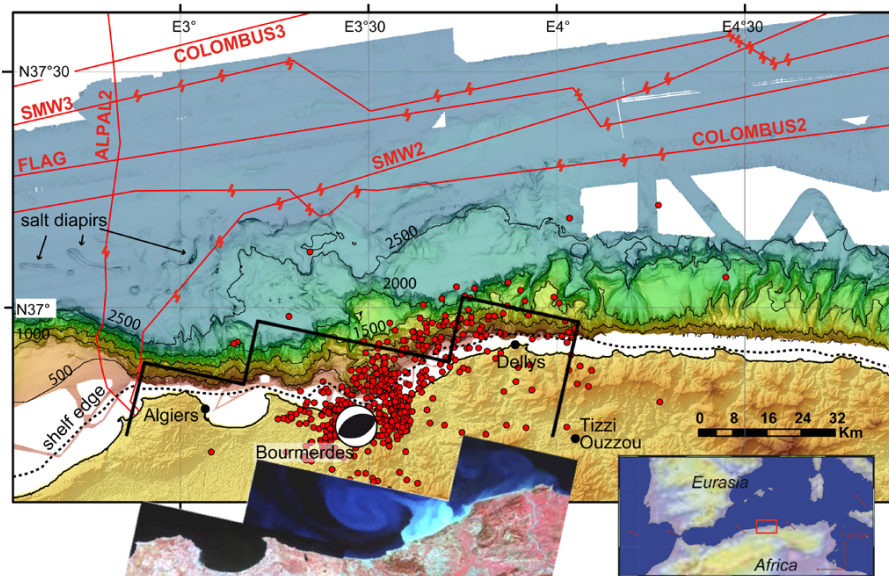 E3°
E3°30
E4°
E4°30
COLOMBUS3
N37°30
SMW3
ALPAL2
FLAG
SMW2
COLOMBUS2
salt diapirs
2500
2000
N37°
2500
1000
1500
500
Dellys
shelf edge
Algiers
0 8 16 24 32
Km
Tizzi
Ouzzou
Bourmerdes
Eurasia
Africa